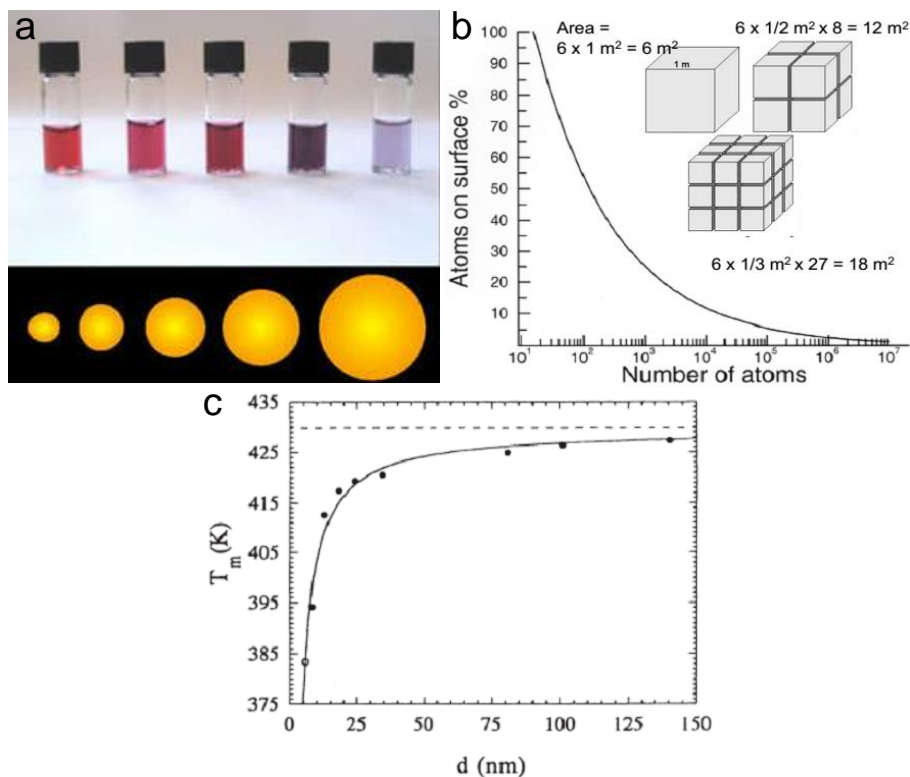 a
b
Area =
6 x 1 m² = 6 m²
6 x 1/2 m² x 8 = 12 m²
1 m
6 x 1/3 m² x 27 = 18 m²
Atoms on surface %
100
90
80
70
60
50
40
30
20
10
10¹
10²
10³
10⁴
10⁵
10⁶
10⁷
Number of atoms
c
T_m (K)
435
425
415
405
395
385
375
0
25
50
75
100
125
150
d (nm)